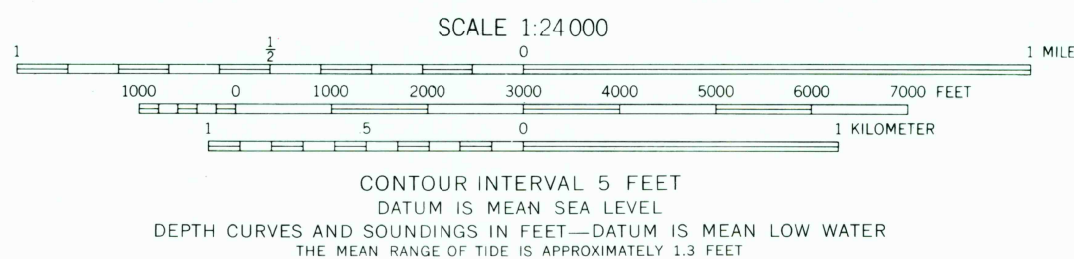 SCALE 1:24 000
1 1/2 0 1 MILE
1000 0 1000 2000 3000 4000 5000 6000 7000 FEET
1 .5 0 1 KILOMETER
CONTOUR INTERVAL 5 FEET
DATUM IS MEAN SEA LEVEL
DEPTH CURVES AND SOUNDINGS IN FEET—DATUM IS MEAN LOW WATER
THE MEAN RANGE OF TIDE IS APPROXIMATELY 1.3 FEET